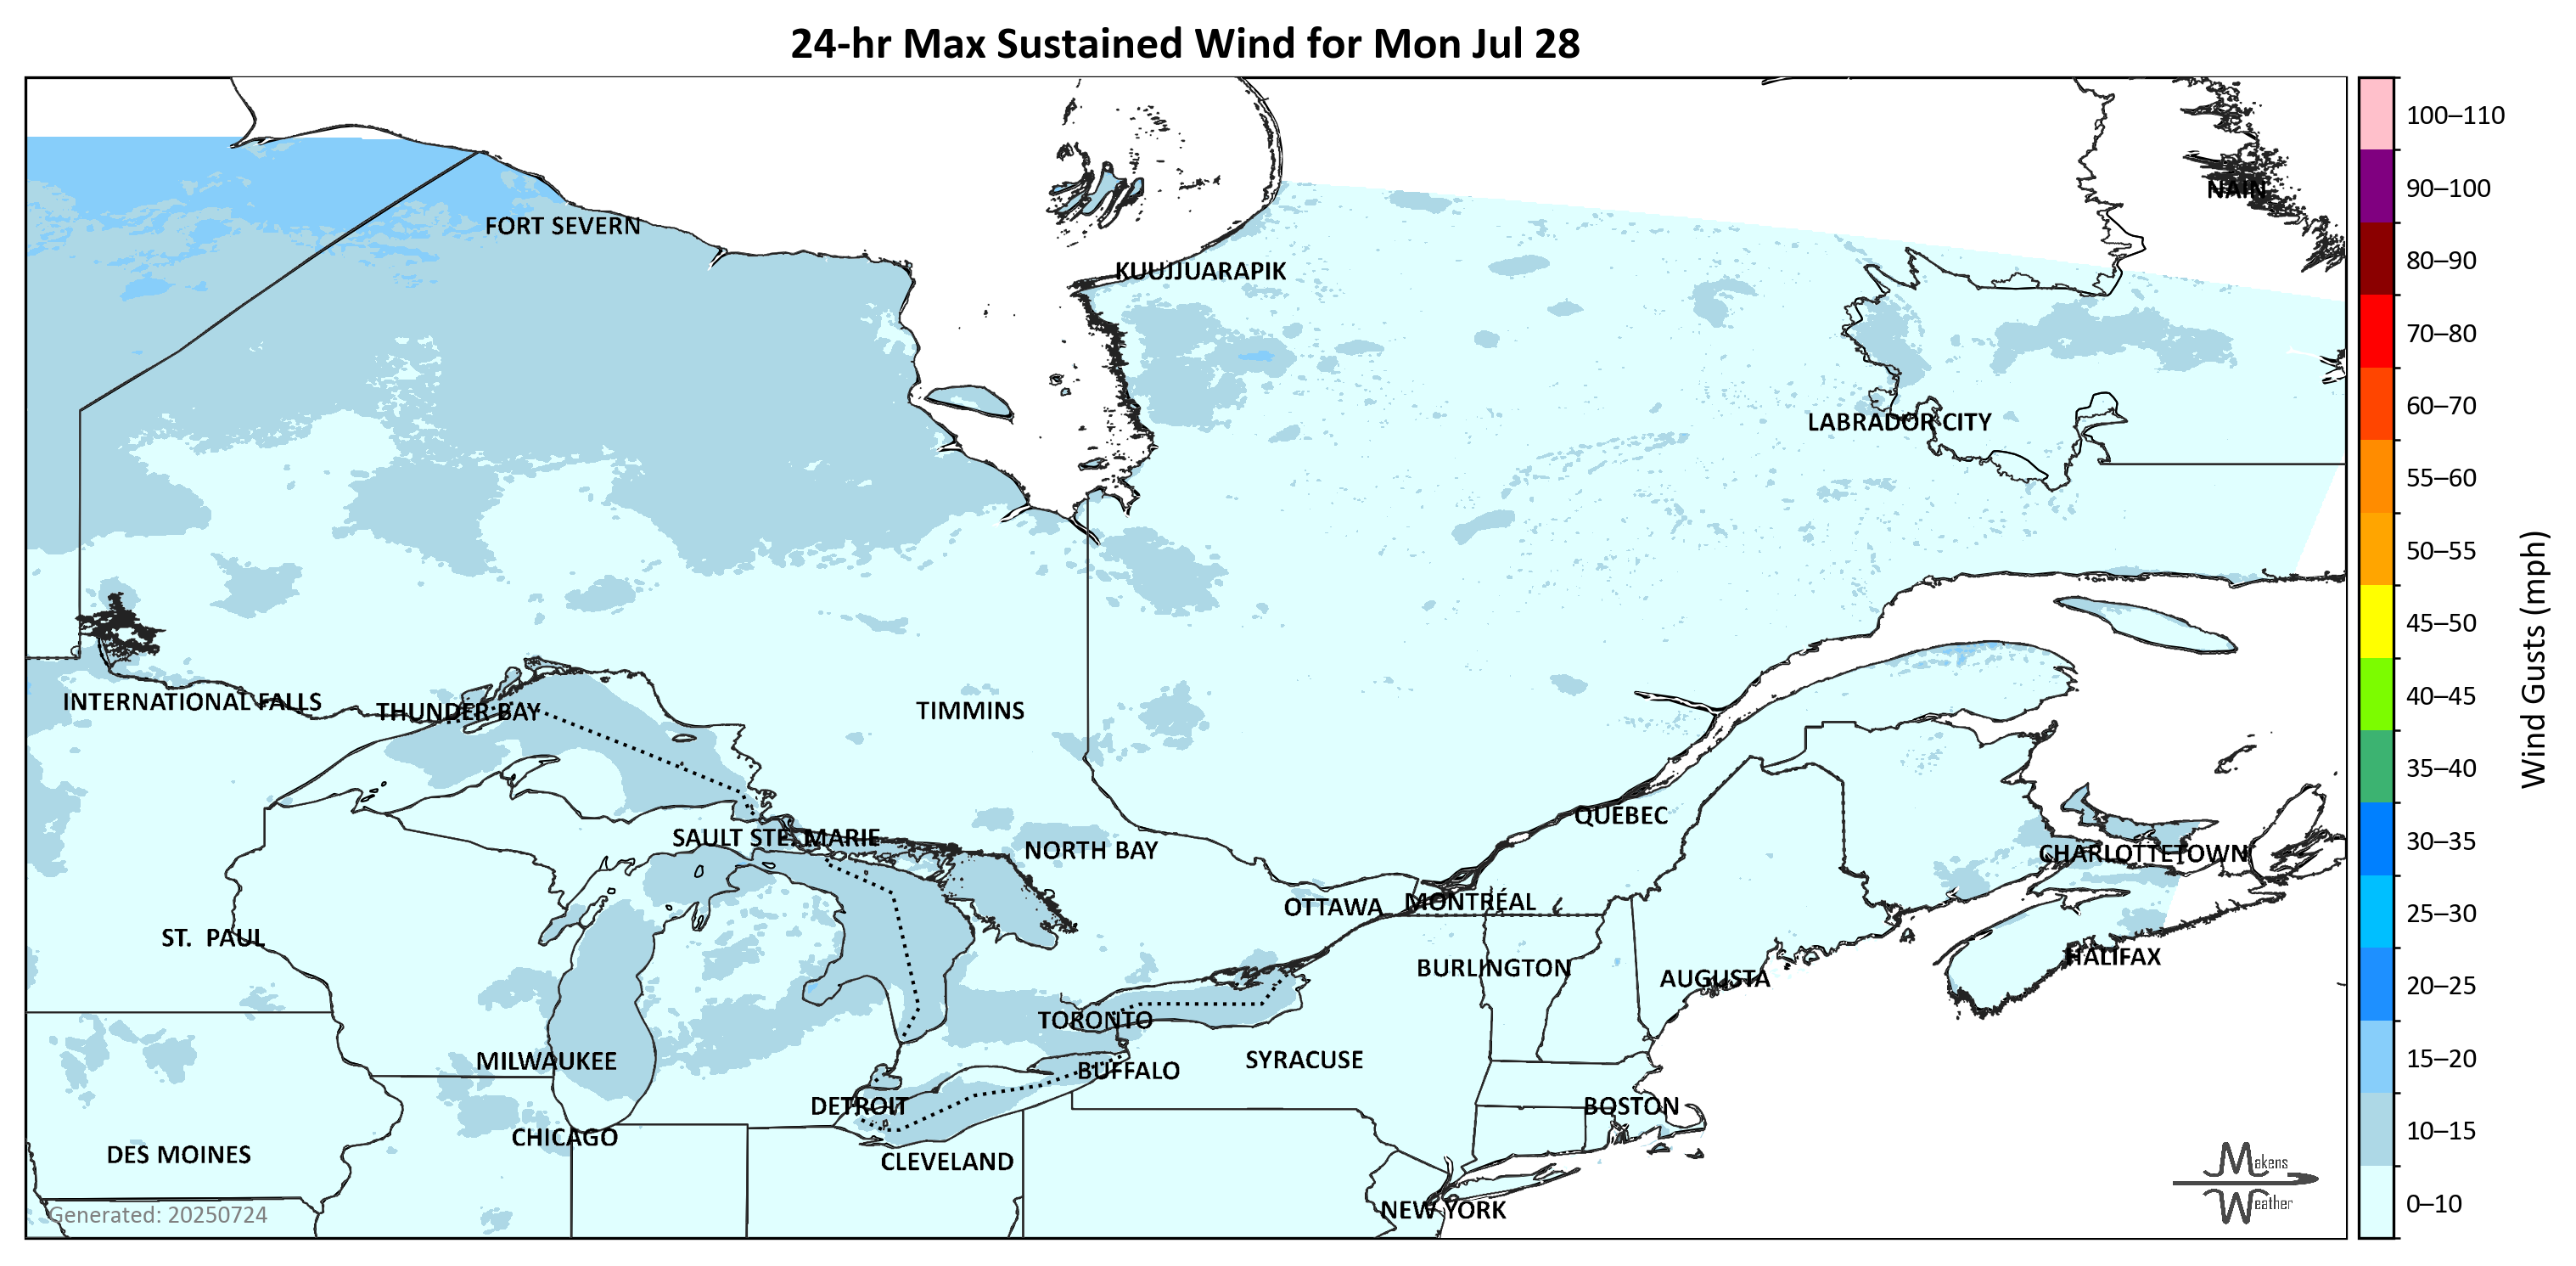 24-hr Max Sustained Wind for Mon Jul 28
100–110
90–100
80–90
70–80
60–70
55–60
50–55
45–50
40–45
35–40
30–35
25–30
20–25
15–20
10–15
0–10
Wind Gusts (mph)
NAIN
FORT SEVERN
KUUJJUARAPIK
LABRADOR CITY
INTERNATIONAL FALLS
THUNDER BAY
TIMMINS
QUÉBEC
SAULT STE. MARIE
NORTH BAY
CHARLOTTETOWN
OTTAWA
MONTRÉAL
ST. PAUL
BURLINGTON
AUGUSTA
HALIFAX
TORONTO
MILWAUKEE
BUFFALO
SYRACUSE
DETROIT
BOSTON
CHICAGO
DES MOINES
CLEVELAND
NEW YORK
Makens
Weather
Generated: 20250724